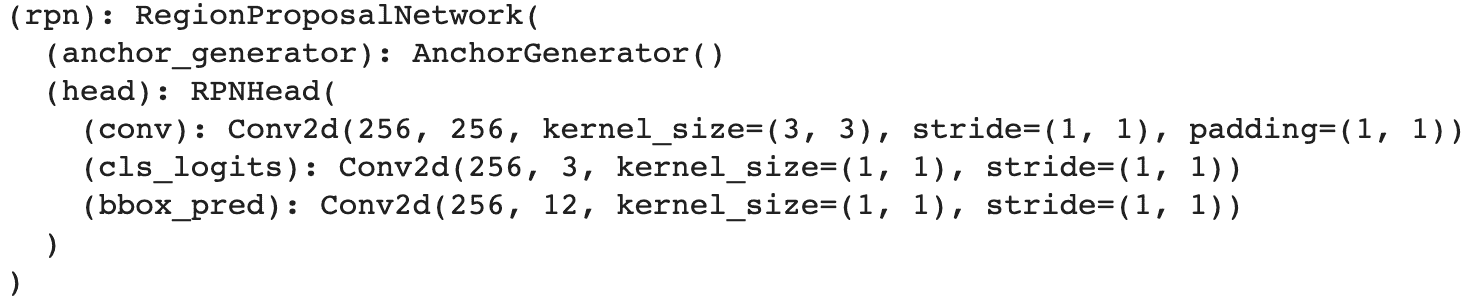 (rpn): RegionProposalNetwork(
  (anchor_generator): AnchorGenerator()
  (head): RPNHead(
    (conv): Conv2d(256, 256, kernel_size=(3, 3), stride=(1, 1), padding=(1, 1))
    (cls_logits): Conv2d(256, 3, kernel_size=(1, 1), stride=(1, 1))
    (bbox_pred): Conv2d(256, 12, kernel_size=(1, 1), stride=(1, 1))
  )
)